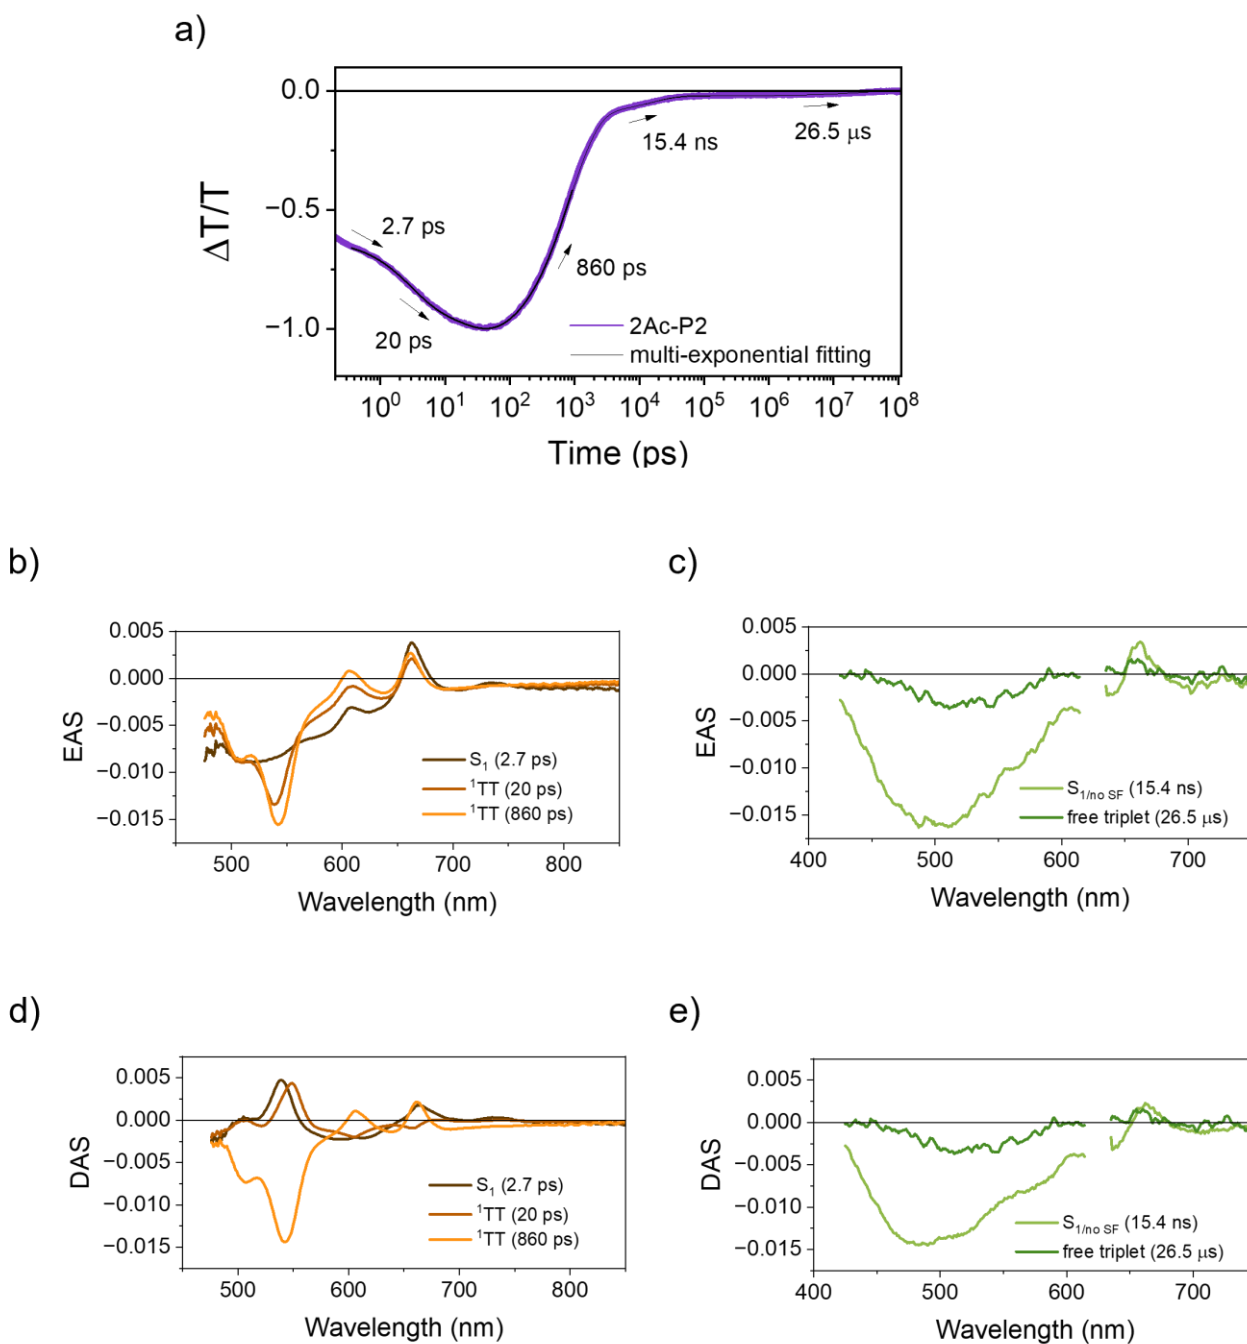 a)
0.0
−0.5
−1.0
ΔT/T
2.7 ps
20 ps
860 ps
15.4 ns
26.5 μs
2Ac-P2
multi-exponential fitting
10⁰ 10¹ 10² 10³ 10⁴ 10⁵ 10⁶ 10⁷ 10⁸
Time (ps)
b)
0.005
0.000
−0.005
−0.010
−0.015
EAS
S₁ (2.7 ps)
¹TT (20 ps)
¹TT (860 ps)
500 600 700 800
Wavelength (nm)
c)
0.005
0.000
−0.005
−0.010
−0.015
EAS
S₁/no SF (15.4 ns)
free triplet (26.5 μs)
400 500 600 700
Wavelength (nm)
d)
0.005
0.000
−0.005
−0.010
−0.015
DAS
S₁ (2.7 ps)
¹TT (20 ps)
¹TT (860 ps)
500 600 700 800
Wavelength (nm)
e)
0.005
0.000
−0.005
−0.010
−0.015
DAS
S₁/no SF (15.4 ns)
free triplet (26.5 μs)
400 500 600 700
Wavelength (nm)